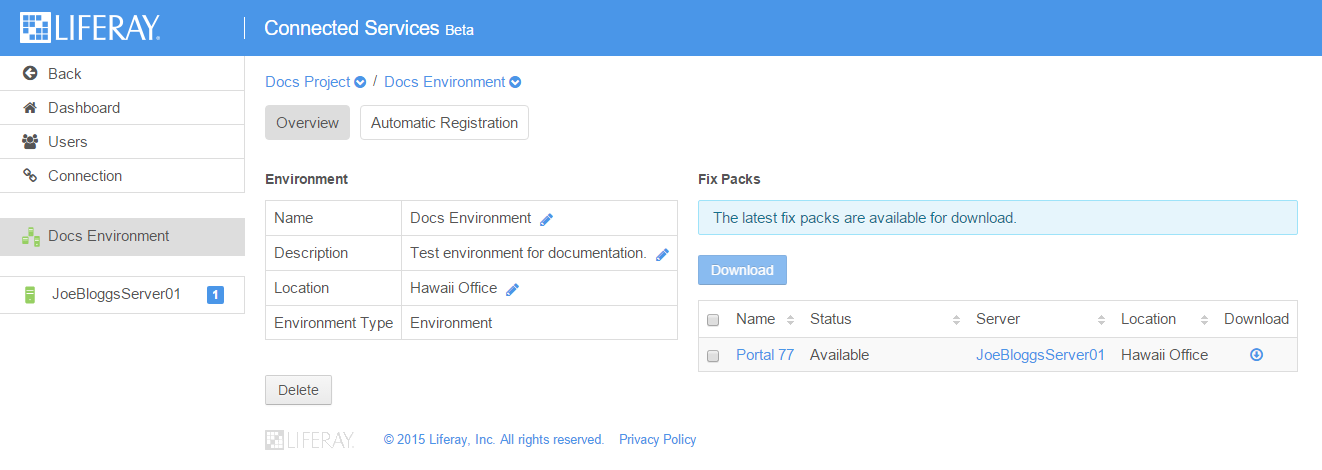 LIFERAY. Connected Services Beta
Back
Dashboard
Users
Connection
Docs Environment
JoeBloggsServer01 1
Docs Project / Docs Environment
Overview Automatic Registration
Environment
Name Docs Environment
Description Test environment for documentation.
Location Hawaii Office
Environment Type Environment
Delete
Fix Packs
The latest fix packs are available for download.
Download
Name Status Server Location Download
Portal 77 Available JoeBloggsServer01 Hawaii Office
LIFERAY. © 2015 Liferay, Inc. All rights reserved. Privacy Policy